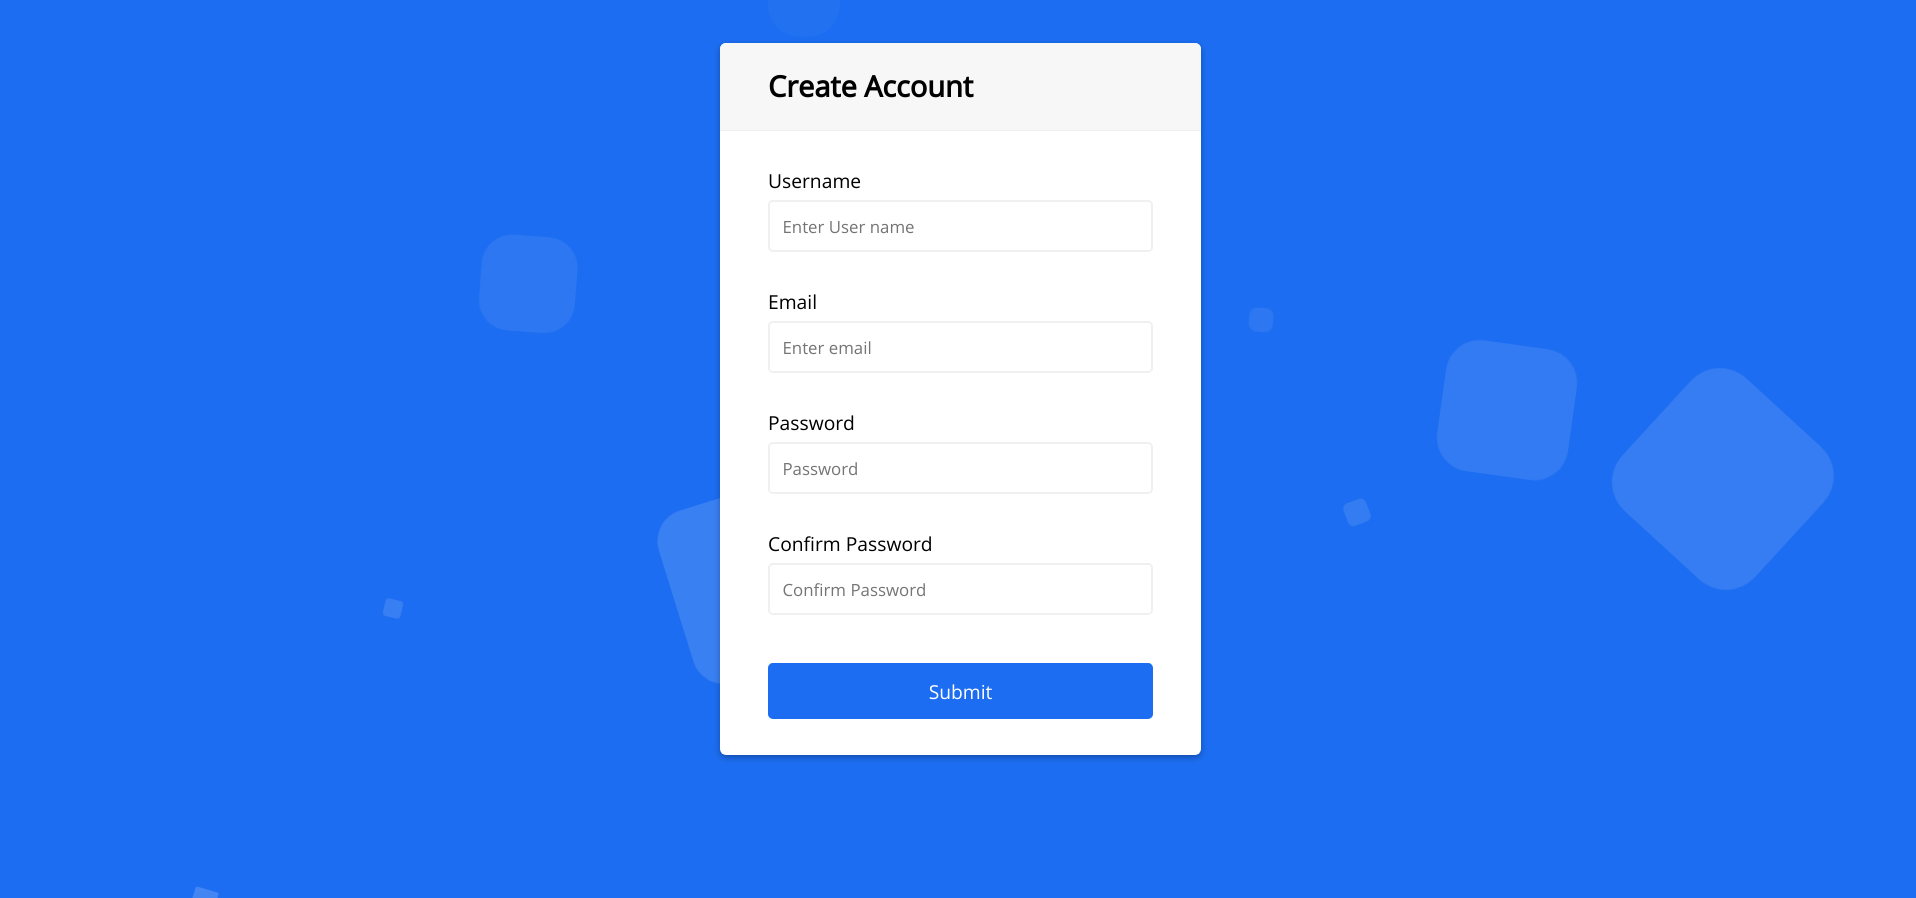 Create Account
Username
Enter User name
Email
Enter email
Password
Password
Confirm Password
Confirm Password
Submit